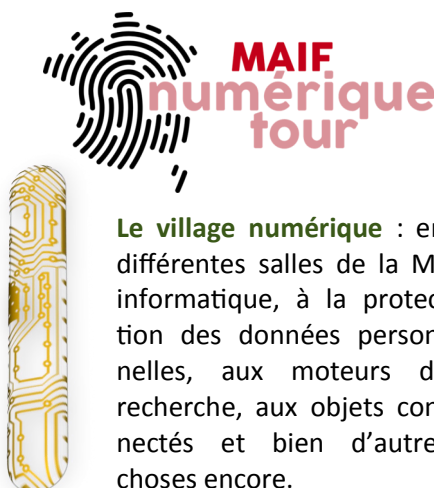 MAIF
numérique
tour
Le village numérique : en
différentes salles de la M
informatique, à la protec
tion des données person
nelles, aux moteurs d
recherche, aux objets con
nectés et bien d'autre
choses encore.